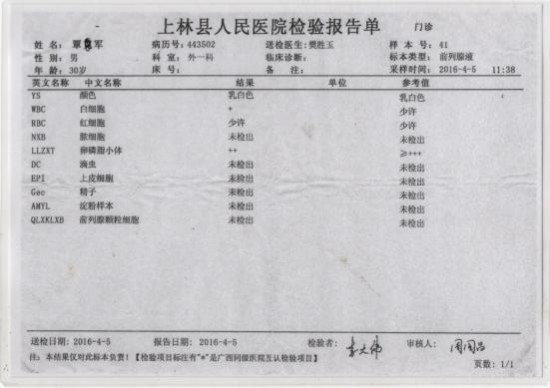 上林县人民医院检验报告单 门诊
姓 名: 覃 军 病历号: 443502 送检医生: 樊胜玉 样 本 号: 41
性 别: 男 科 室: 外一科 临床诊断: 标本类型: 前列腺液
年 龄: 30岁 床 号: 备 注: 采样时间: 2016-4-5 11:38
英文名称 中文名称 结果 单位 参考值
YS 颜色 乳白色 乳白色
WBC 白细胞 + 少许
RBC 红细胞 少许 少许
NXB 脓细胞 未检出 未检出
LLZXT 卵磷脂小体 ++ ≥+++
DC 滴虫 未检出 未检出
EPI 上皮细胞 未检出 未检出
Gec 精子 未检出 未检出
AMYL 淀粉样本 未检出 未检出
QLXKLXB 前列腺颗粒细胞 未检出 未检出
送检日期: 2016-4-5 报告日期: 2016-4-5 检验者: 审核人:
注: 本结果仅对此标本负责!【检验项目标注有"*"是广西同级医院互认检验项目】
页数: 1/1